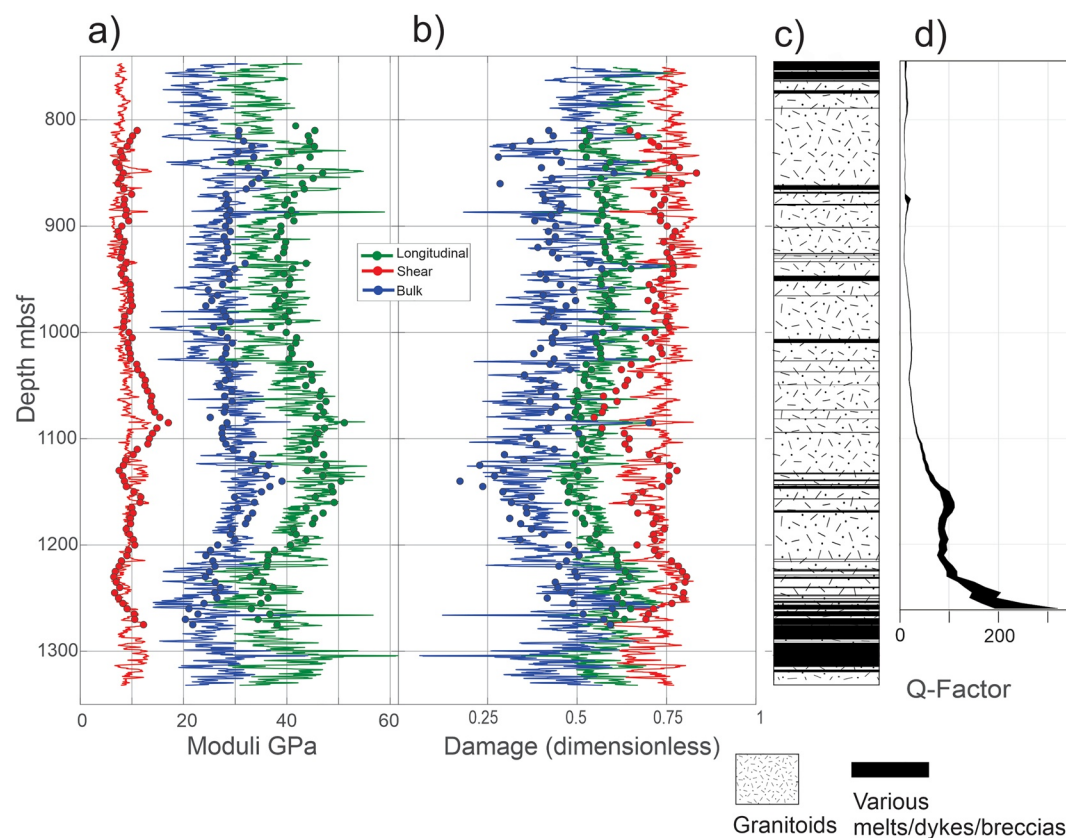 a)
b)
c)
d)
800
900
1000
1100
1200
1300
Depth mbsf
Longitudinal
Shear
Bulk
0 20 40 60
Moduli GPa
0.25 0.5 0.75 1
Damage (dimensionless)
0 200
Q-Factor
Granitoids
Various
melts/dykes/breccias